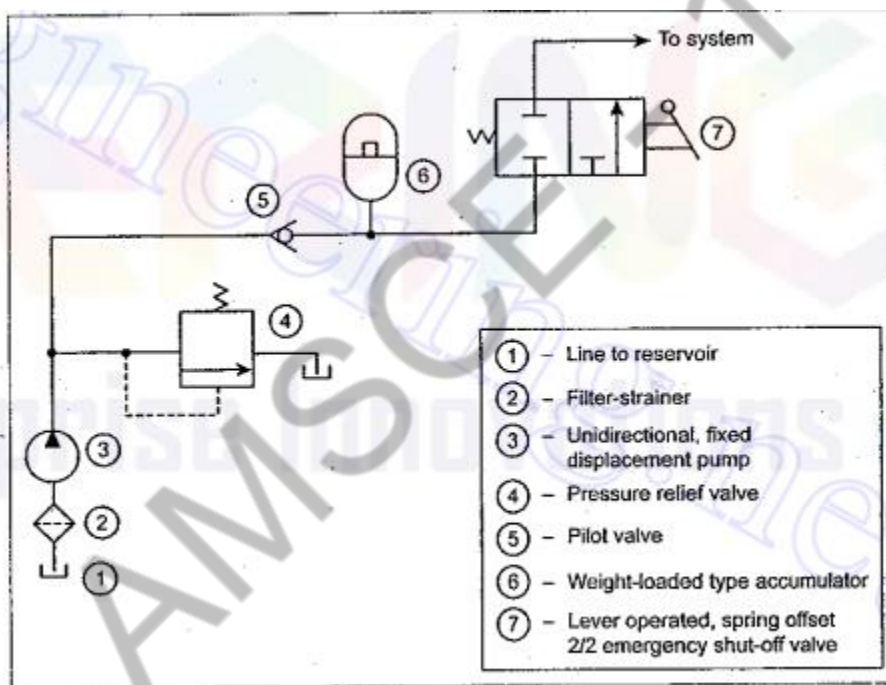 To system
7
6
5
4
3
2
1
1 – Line to reservoir
2 – Filter-strainer
3 – Unidirectional, fixed
displacement pump
4 – Pressure relief valve
5 – Pilot valve
6 – Weight-loaded type accumulator
7 – Lever operated, spring offset
2/2 emergency shut-off valve
AMSCE - 1